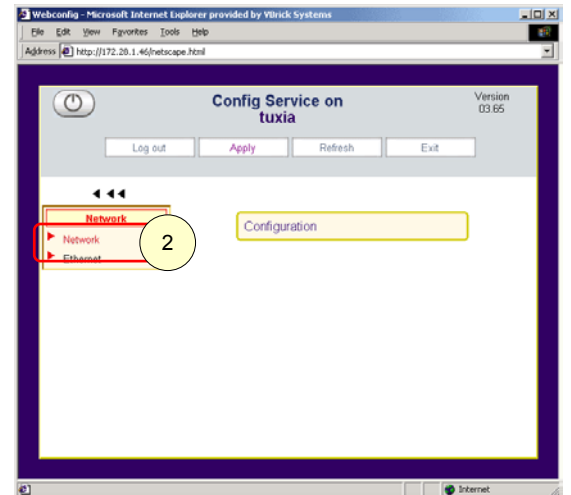 Webconfig - Microsoft Internet Explorer provided by VBrick Systems
File Edit View Favorites Tools Help
Address http://172.20.1.46/netscape.html
Config Service on
tuxia
Version
03.65
Log out Apply Refresh Exit
Network
Configuration
Network
2
Ethernet
Internet